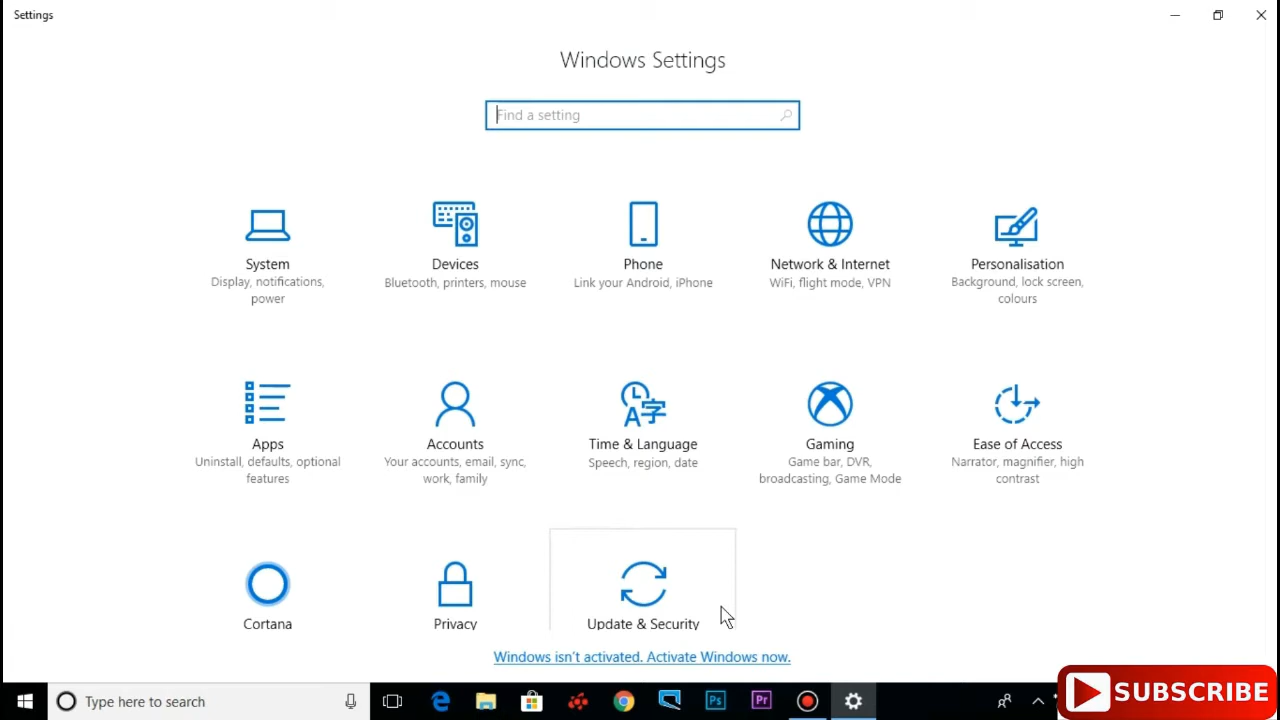 Settings
Windows Settings
Find a setting
System
Display, notifications,
power
Devices
Bluetooth, printers, mouse
Phone
Link your Android, iPhone
Network & Internet
WiFi, flight mode, VPN
Personalisation
Background, lock screen,
colours
Apps
Uninstall, defaults, optional
features
Accounts
Your accounts, email, sync,
work, family
Time & Language
Speech, region, date
Gaming
Game bar, DVR,
broadcasting, Game Mode
Ease of Access
Narrator, magnifier, high
contrast
Cortana
Privacy
Update & Security
Windows isn't activated. Activate Windows now.
Type here to search
Ps
Pr
SUBSCRIBE